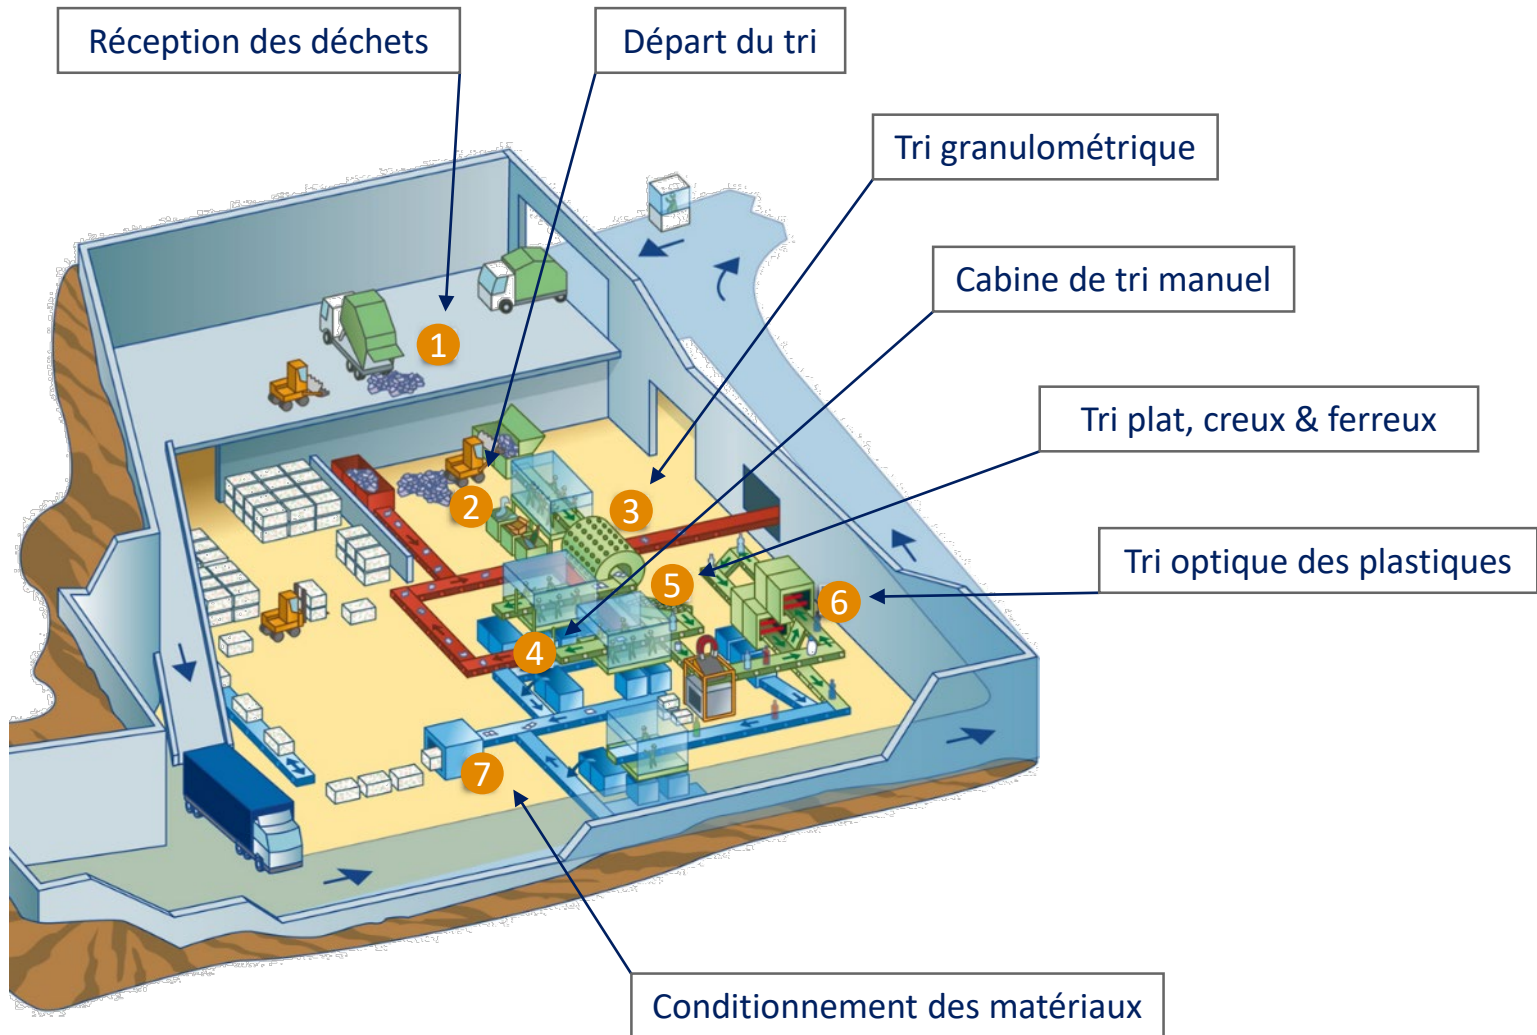 Réception des déchets
Départ du tri
Tri granulométrique
Cabine de tri manuel
Tri plat, creux & ferreux
Tri optique des plastiques
1
2
3
5
6
4
7
Conditionnement des matériaux